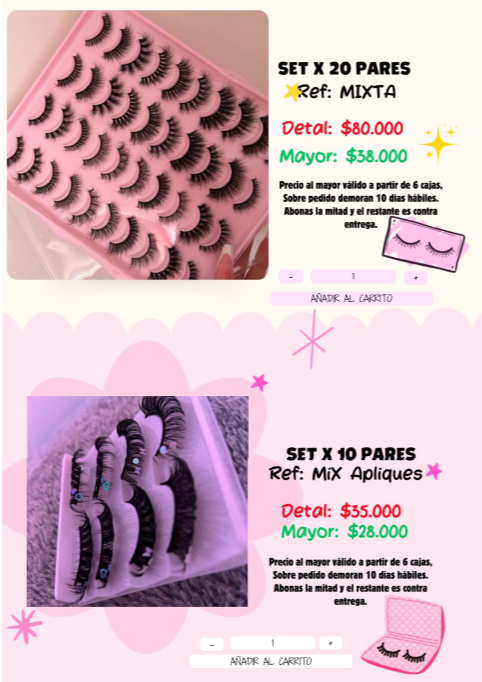 SET X 20 PARES
Ref: MIXTA
Detal: $80.000
Mayor: $38.000
Precio al mayor válido a partir de 6 cajas,
Sobre pedido demoran 10 días hábiles.
Abonas la mitad y el restante es contra
entrega.
- 1 +
AÑADIR AL CARRITO
SET X 10 PARES
Ref: MiX Apliques
Detal: $35.000
Mayor: $28.000
Precio al mayor válido a partir de 6 cajas,
Sobre pedido demoran 10 días hábiles.
Abonas la mitad y el restante es contra
entrega.
- 1 +
AÑADIR AL CARRITO